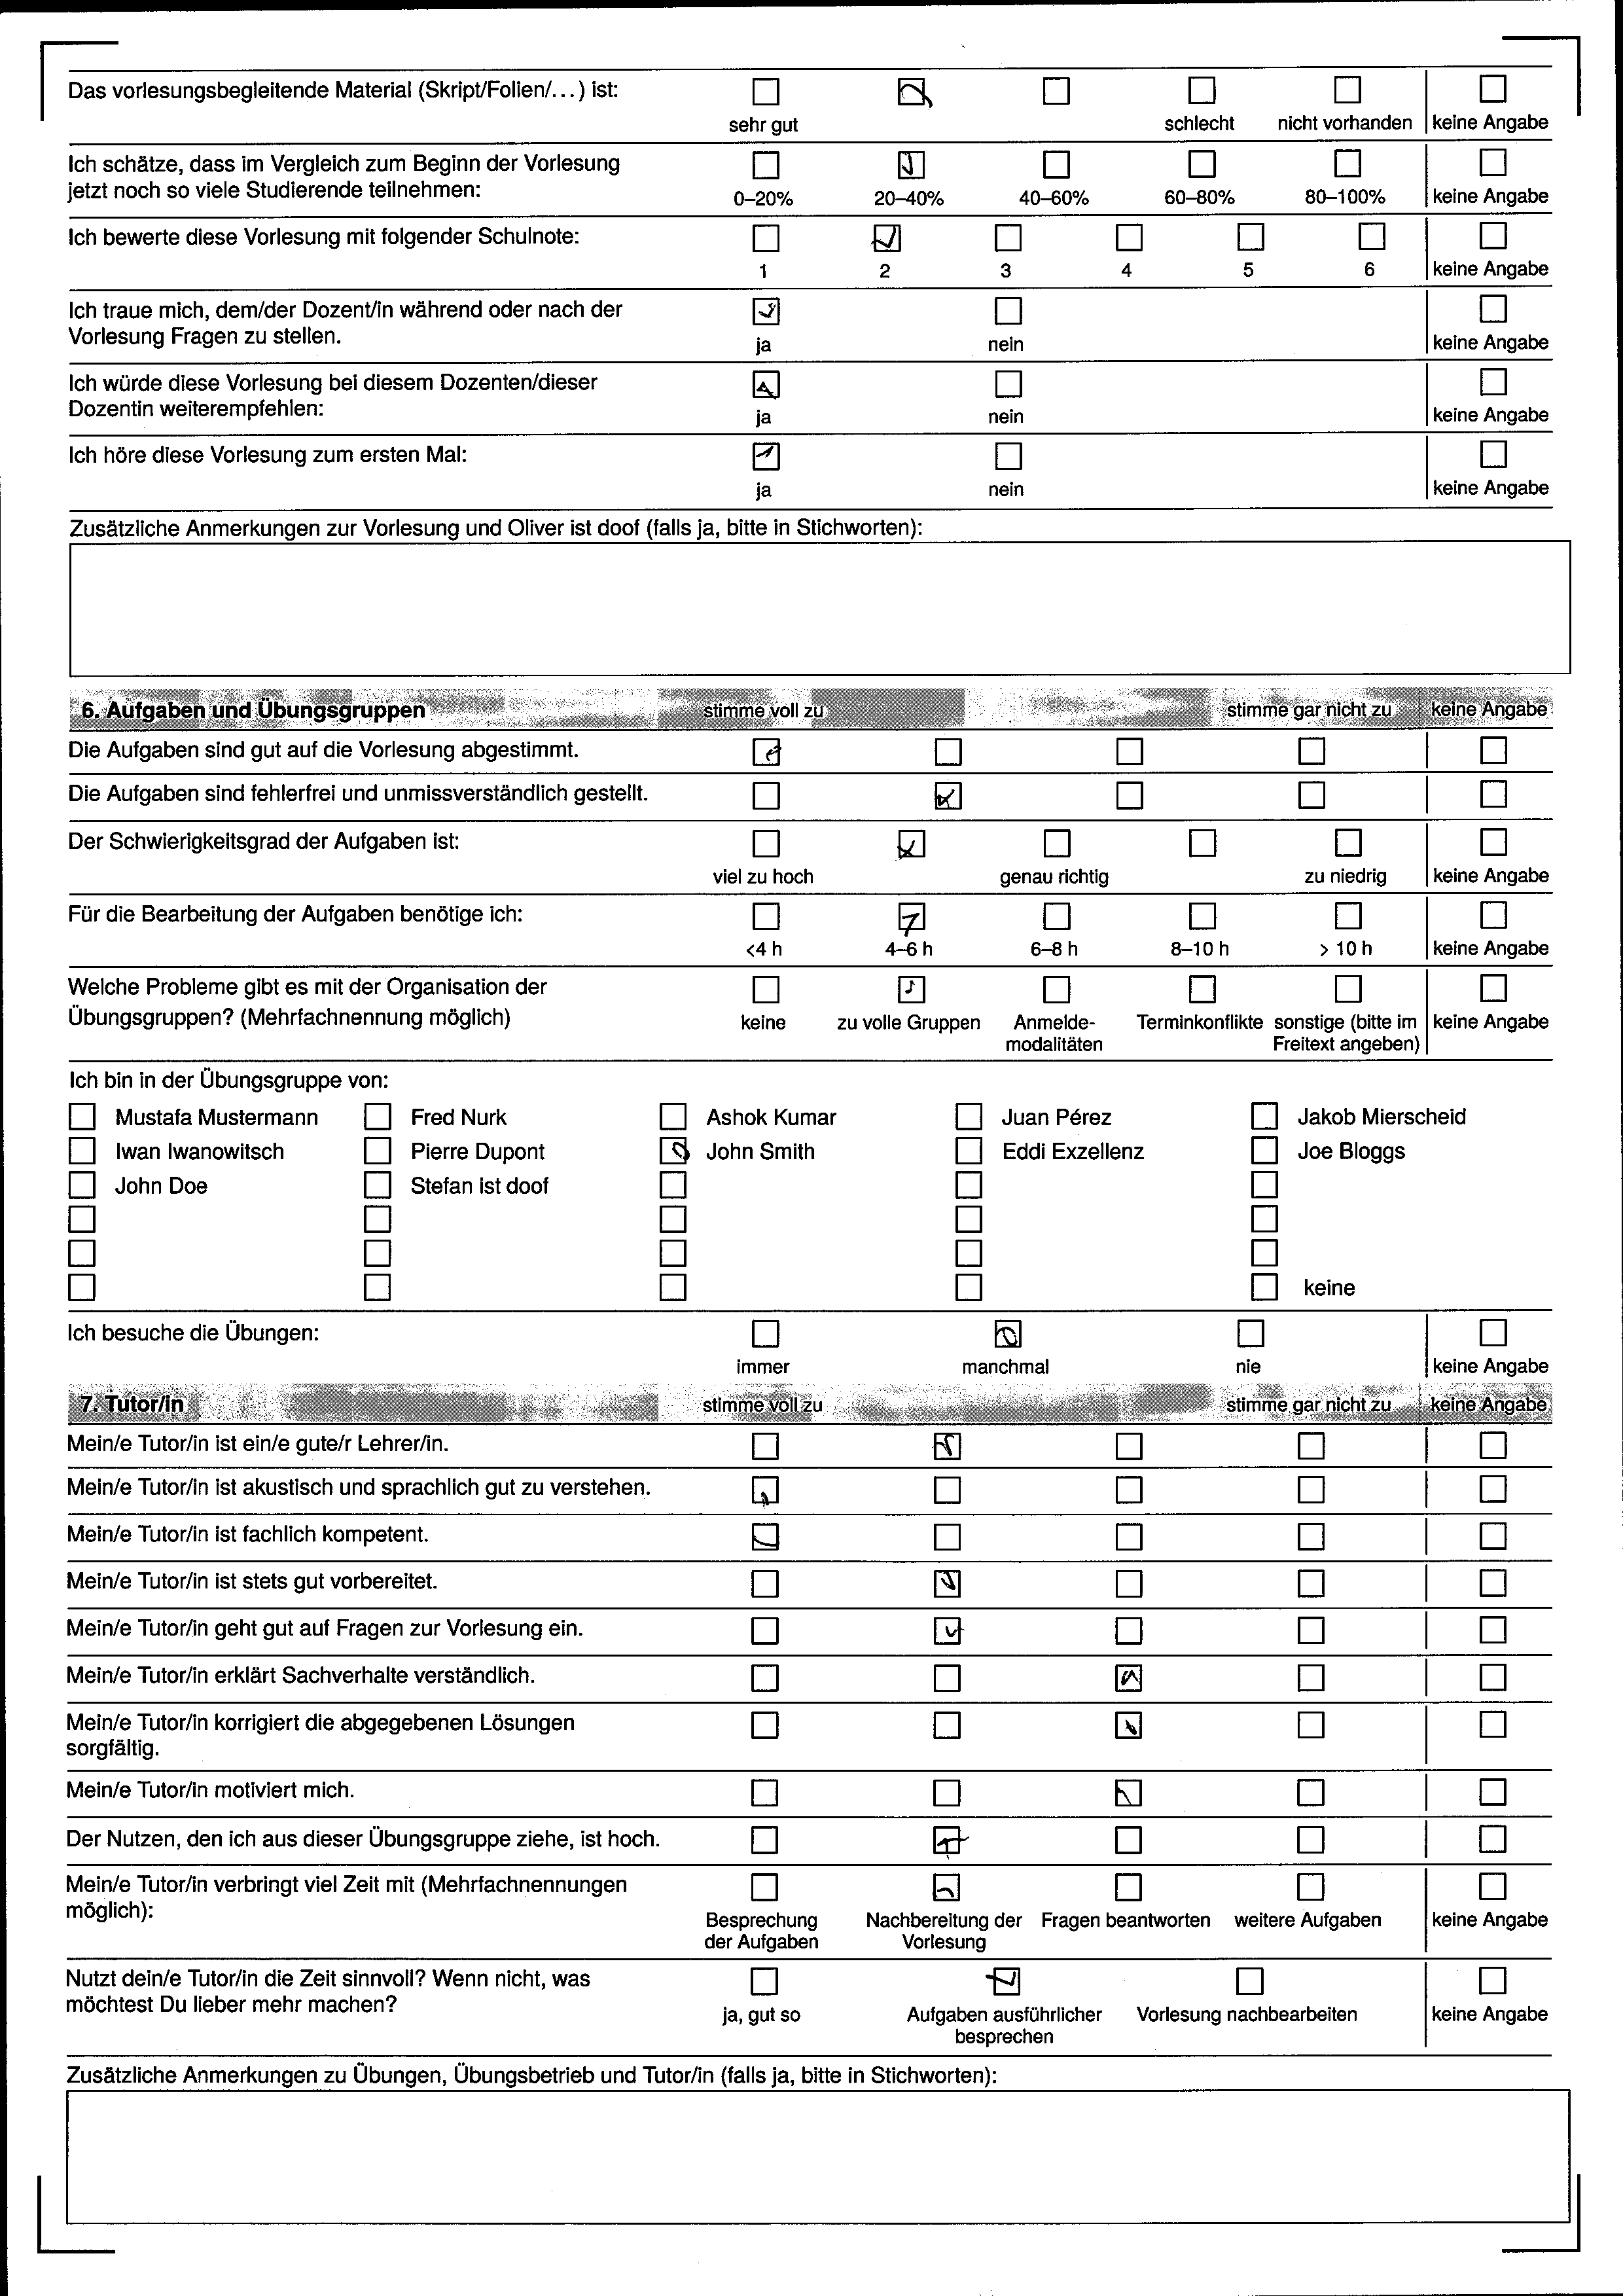 Das vorlesungsbegleitende Material (Skript/Folien/...) ist:
sehr gut schlecht nicht vorhanden keine Angabe
Ich schätze, dass im Vergleich zum Beginn der Vorlesung
jetzt noch so viele Studierende teilnehmen:
0–20% 20–40% 40–60% 60–80% 80–100% keine Angabe
Ich bewerte diese Vorlesung mit folgender Schulnote:
1 2 3 4 5 6 keine Angabe
Ich traue mich, dem/der Dozent/in während oder nach der
Vorlesung Fragen zu stellen.
ja nein keine Angabe
Ich würde diese Vorlesung bei diesem Dozenten/dieser
Dozentin weiterempfehlen:
ja nein keine Angabe
Ich höre diese Vorlesung zum ersten Mal:
ja nein keine Angabe
Zusätzliche Anmerkungen zur Vorlesung und Oliver ist doof (falls ja, bitte in Stichworten):
6. Aufgaben und Übungsgruppen stimme voll zu stimme gar nicht zu keine Angabe
Die Aufgaben sind gut auf die Vorlesung abgestimmt.
Die Aufgaben sind fehlerfrei und unmissverständlich gestellt.
Der Schwierigkeitsgrad der Aufgaben ist:
viel zu hoch genau richtig zu niedrig keine Angabe
Für die Bearbeitung der Aufgaben benötige ich:
<4 h 4–6 h 6–8 h 8–10 h > 10 h keine Angabe
Welche Probleme gibt es mit der Organisation der
Übungsgruppen? (Mehrfachnennung möglich)
keine zu volle Gruppen Anmelde- Terminkonflikte sonstige (bitte im keine Angabe
modalitäten Freitext angeben)
Ich bin in der Übungsgruppe von:
Mustafa Mustermann Fred Nurk Ashok Kumar Juan Pérez Jakob Mierscheid
Iwan Iwanowitsch Pierre Dupont John Smith Eddi Exzellenz Joe Bloggs
John Doe Stefan ist doof
keine
Ich besuche die Übungen:
immer manchmal nie keine Angabe
7. Tutor/in stimme voll zu stimme gar nicht zu keine Angabe
Mein/e Tutor/in ist ein/e gute/r Lehrer/in.
Mein/e Tutor/in ist akustisch und sprachlich gut zu verstehen.
Mein/e Tutor/in ist fachlich kompetent.
Mein/e Tutor/in ist stets gut vorbereitet.
Mein/e Tutor/in geht gut auf Fragen zur Vorlesung ein.
Mein/e Tutor/in erklärt Sachverhalte verständlich.
Mein/e Tutor/in korrigiert die abgegebenen Lösungen
sorgfältig.
Mein/e Tutor/in motiviert mich.
Der Nutzen, den ich aus dieser Übungsgruppe ziehe, ist hoch.
Mein/e Tutor/in verbringt viel Zeit mit (Mehrfachnennungen
möglich):
Besprechung Nachbereitung der Fragen beantworten weitere Aufgaben keine Angabe
der Aufgaben Vorlesung
Nutzt dein/e Tutor/in die Zeit sinnvoll? Wenn nicht, was
möchtest Du lieber mehr machen?
ja, gut so Aufgaben ausführlicher Vorlesung nachbearbeiten keine Angabe
besprechen
Zusätzliche Anmerkungen zu Übungen, Übungsbetrieb und Tutor/in (falls ja, bitte in Stichworten):